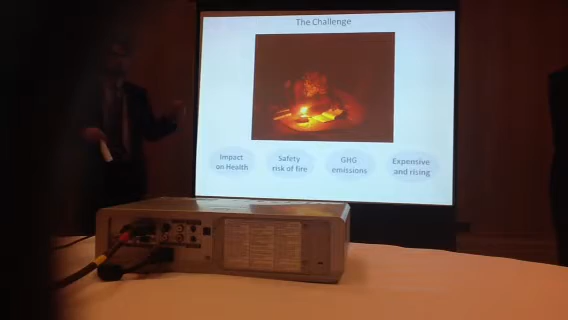 The Challenge
Impact
on Health
Safety
risk of fire
GHG
emissions
Expensive
and rising